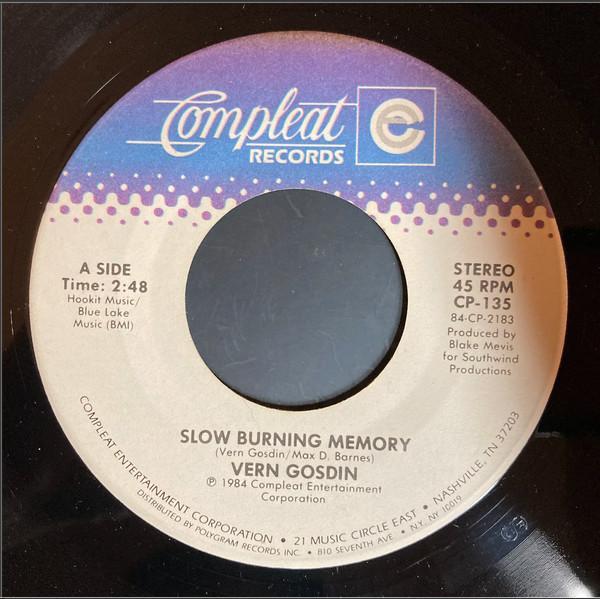 Compleat
RECORDS
A SIDE
Time: 2:48
Hookit Music/
Blue Lake
Music (BMI)
STEREO
45 RPM
CP-135
84-CP-2183
Produced by
Blake Mevis
for Southwind
Productions
SLOW BURNING MEMORY
(Vern Gosdin/Max D. Barnes)
VERN GOSDIN
℗ 1984 Compleat Entertainment
Corporation
COMPLEAT ENTERTAINMENT CORPORATION • 21 MUSIC CIRCLE EAST • NASHVILLE, TN 37203
DISTRIBUTED BY POLYGRAM RECORDS INC. • 810 SEVENTH AVE • N.Y. NY 10019